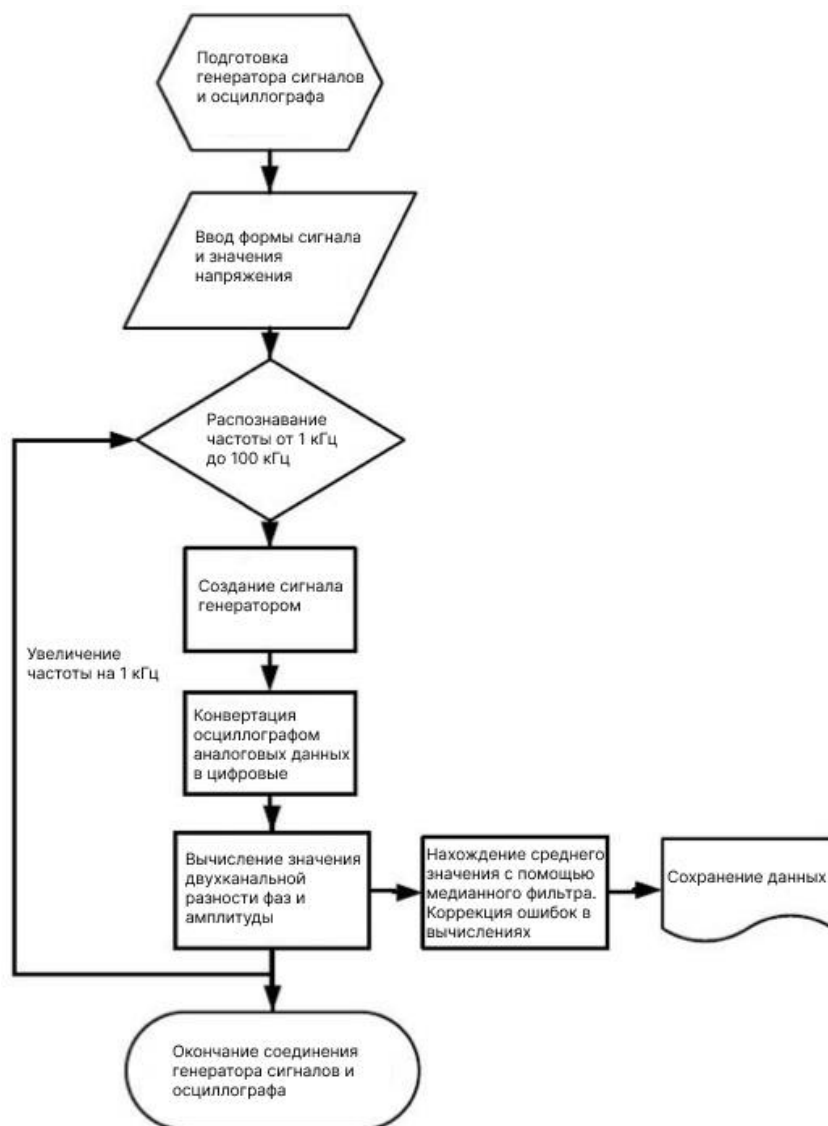 Подготовка
генератора сигналов
и осциллографа
Ввод формы сигнала
и значения
напряжения
Распознавание
частоты от 1 кГц
до 100 кГц
Создание сигнала
генератором
Увеличение
частоты на 1 кГц
Конвертация
осциллографом
аналоговых данных
в цифровые
Вычисление значения
двухканальной
разности фаз и
амплитуды
Нахождение среднего
значения с помощью
медианного фильтра.
Коррекция ошибок в
вычислениях
Сохранение данных
Окончание соединения
генератора сигналов и
осциллографа